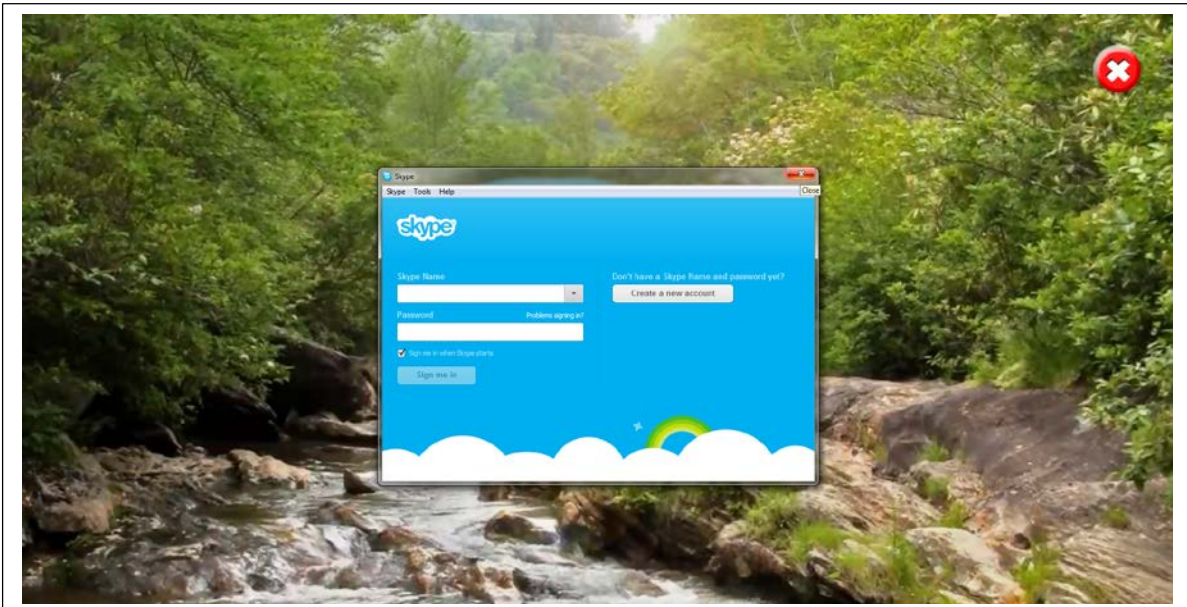 Skype
Close
Skype Tools Help
skype
Skype Name
Don't have a Skype Name and password yet?
Create a new account
Password
Problems signing in?
Sign me in when Skype starts
Sign me in